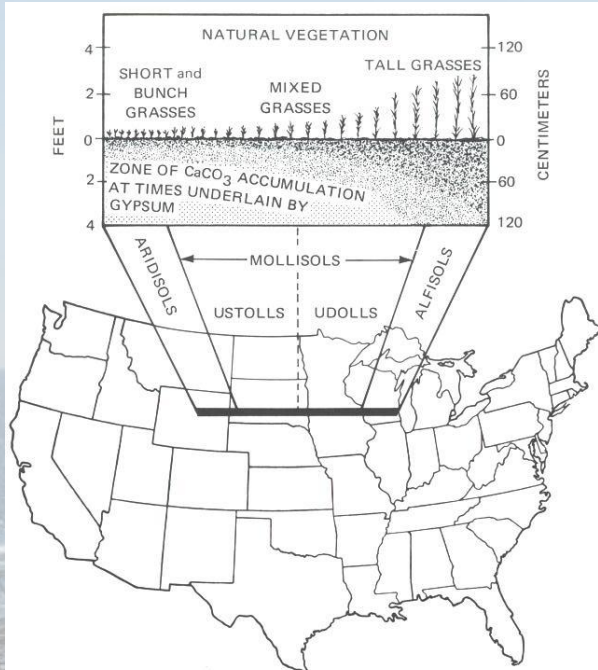 NATURAL VEGETATION
TALL GRASSES
SHORT and
BUNCH
GRASSES
MIXED
GRASSES
FEET
4
2
0
2
4
120
60
0
60
120
CENTIMETERS
ZONE OF CaCO₃ ACCUMULATION
AT TIMES UNDERLAIN BY
GYPSUM
ARIDISOLS
MOLLISOLS
USTOLLS
UDOLLS
ALFISOLS